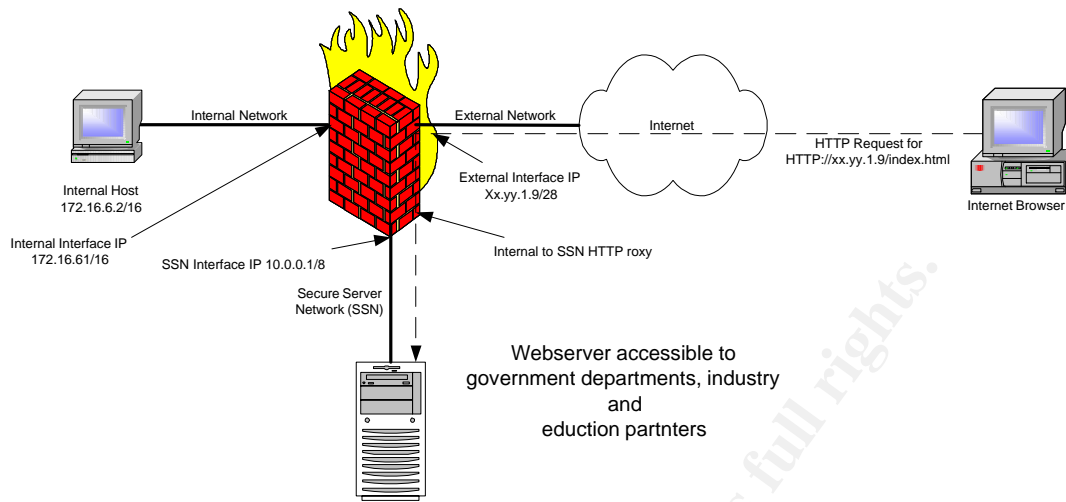 Internal Network
External Network
Internet
HTTP Request for
HTTP://xx.yy.1.9/index.html
Internal Host
172.16.6.2/16
External Interface IP
Xx.yy.1.9/28
Internet Browser
Internal Interface IP
172.16.61/16
SSN Interface IP 10.0.0.1/8
Internal to SSN HTTP roxy
Secure Server
Network (SSN)
Webserver accessible to
government departments, industry
and
eduction partnters
full rights.